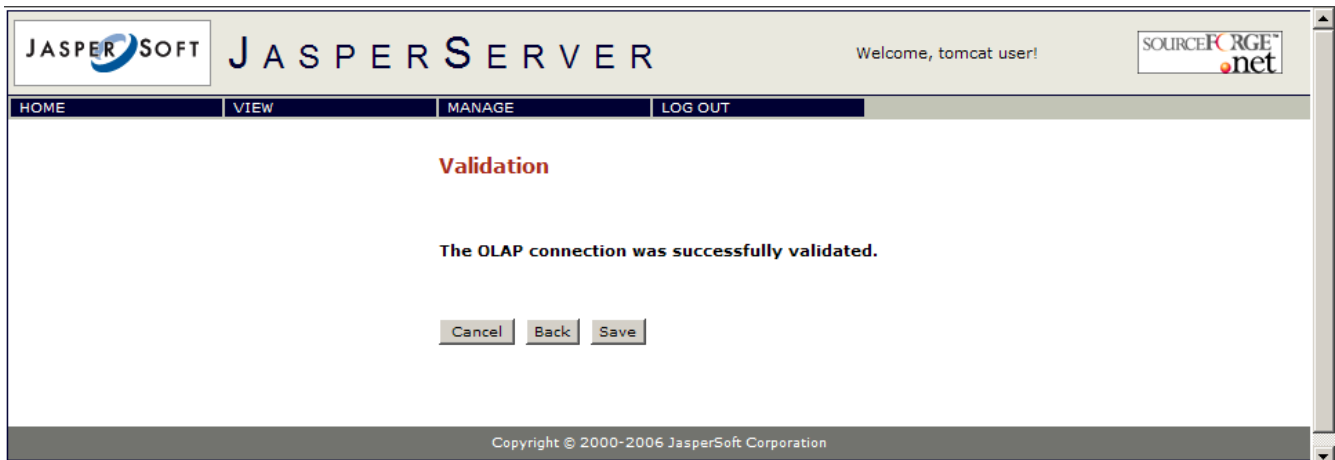 JASPERSOFT
JASPERSERVER
Welcome, tomcat user!
SOURCEFORGE™
.net
HOME VIEW MANAGE LOG OUT
Validation
The OLAP connection was successfully validated.
Cancel Back Save
Copyright © 2000-2006 JasperSoft Corporation